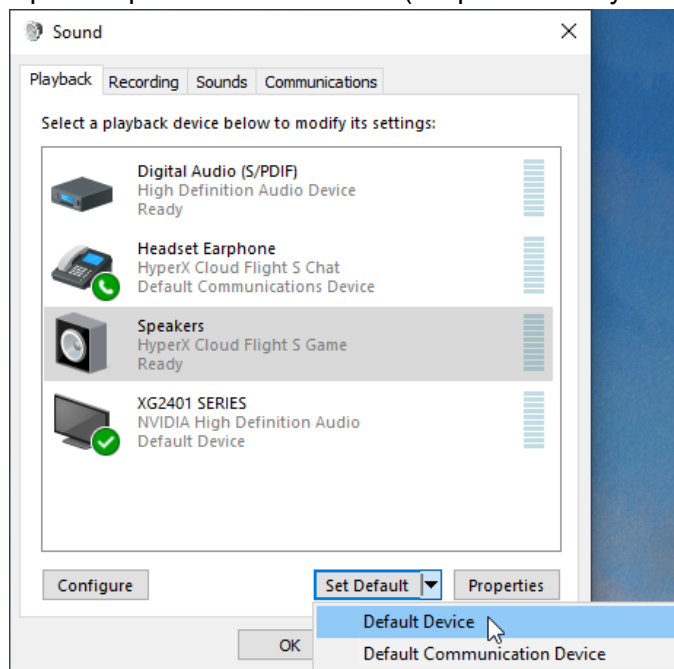 Sound
Playback Recording Sounds Communications
Select a playback device below to modify its settings:
Digital Audio (S/PDIF)
High Definition Audio Device
Ready
Headset Earphone
HyperX Cloud Flight S Chat
Default Communications Device
Speakers
HyperX Cloud Flight S Game
Ready
XG2401 SERIES
NVIDIA High Definition Audio
Default Device
Configure Set Default Properties
Default Device
OK
Default Communication Device